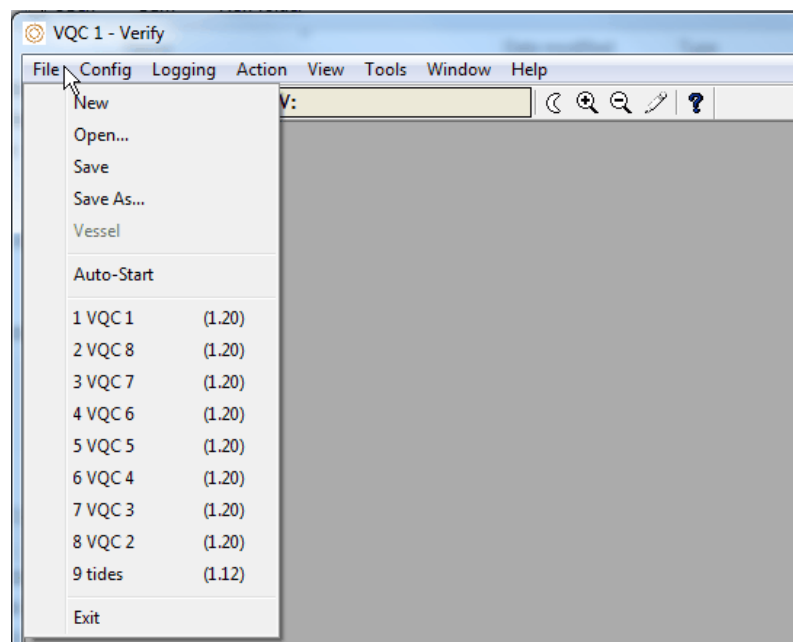 VQC 1 - Verify
File Config Logging Action View Tools Window Help
V:
?
New
Open...
Save
Save As...
Vessel
Auto-Start
1 VQC 1 (1.20)
2 VQC 8 (1.20)
3 VQC 7 (1.20)
4 VQC 6 (1.20)
5 VQC 5 (1.20)
6 VQC 4 (1.20)
7 VQC 3 (1.20)
8 VQC 2 (1.20)
9 tides (1.12)
Exit